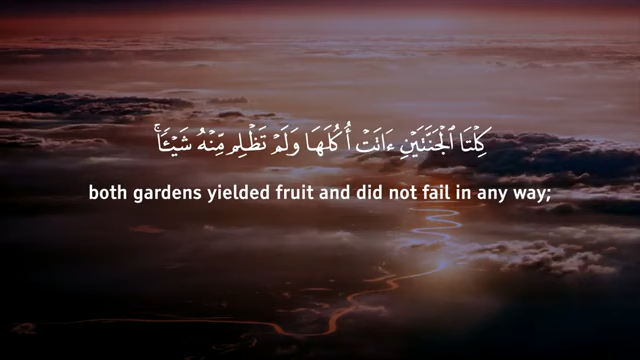 كِلۡتَا ٱلۡجَنَّتَيۡنِ ءَاتَتۡ أُكُلَهَا وَلَمۡ تَظۡلِم مِّنۡهُ شَيۡـٔٗاۚ
both gardens yielded fruit and did not fail in any way;